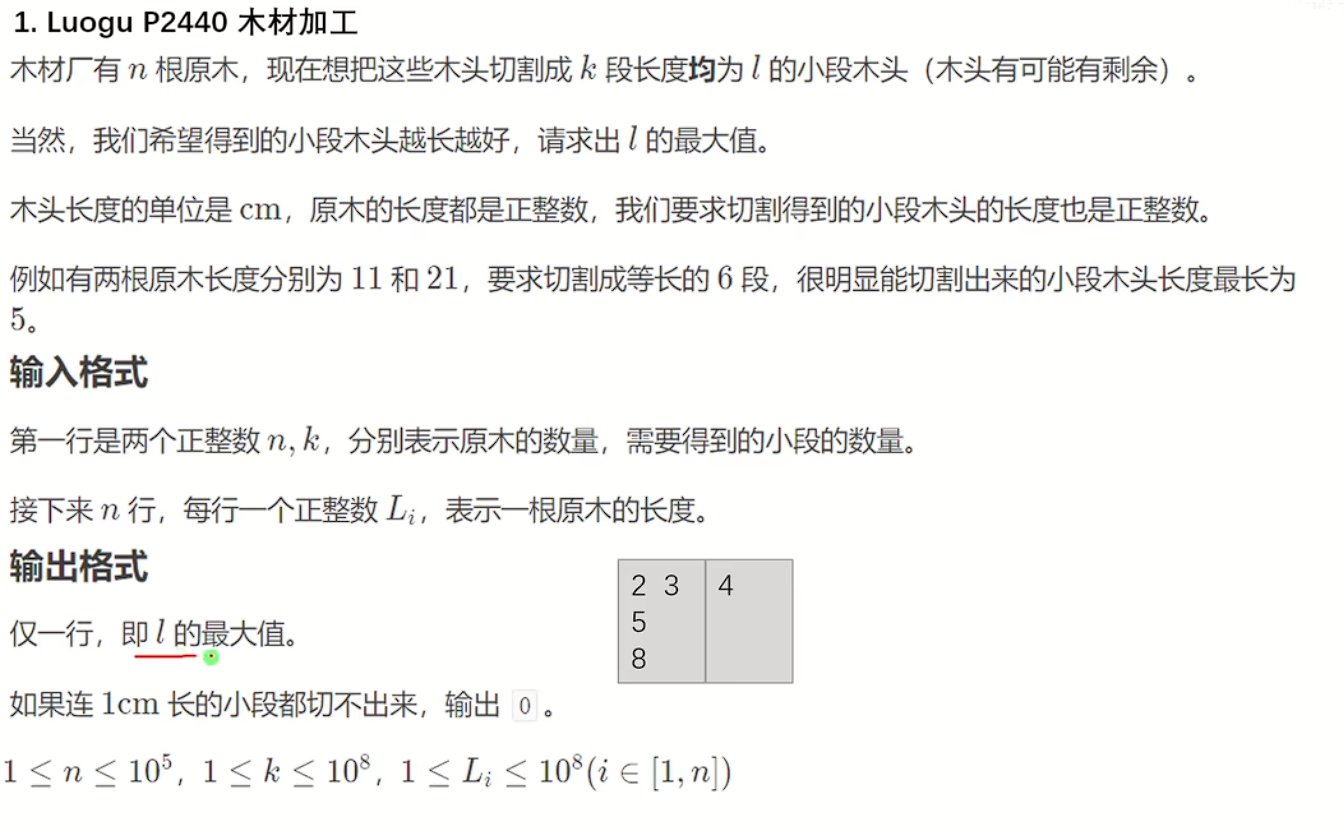 1. Luogu P2440 木材加工
木材厂有 n 根原木，现在想把这些木头切割成 k 段长度均为 l 的小段木头（木头有可能有剩余）。
当然，我们希望得到的小段木头越长越好，请求出 l 的最大值。
木头长度的单位是 cm，原木的长度都是正整数，我们要求切割得到的小段木头的长度也是正整数。
例如有两根原木长度分别为 11 和 21，要求切割成等长的 6 段，很明显能切割出来的小段木头长度最长为
5。
输入格式
第一行是两个正整数 n, k，分别表示原木的数量，需要得到的小段的数量。
接下来 n 行，每行一个正整数 L_i，表示一根原木的长度。
输出格式
仅一行，即 l 的最大值。
2 3 4
5
8
如果连 1cm 长的小段都切不出来，输出 0 。
1 ≤ n ≤ 10^5, 1 ≤ k ≤ 10^8, 1 ≤ L_i ≤ 10^8(i ∈ [1, n])